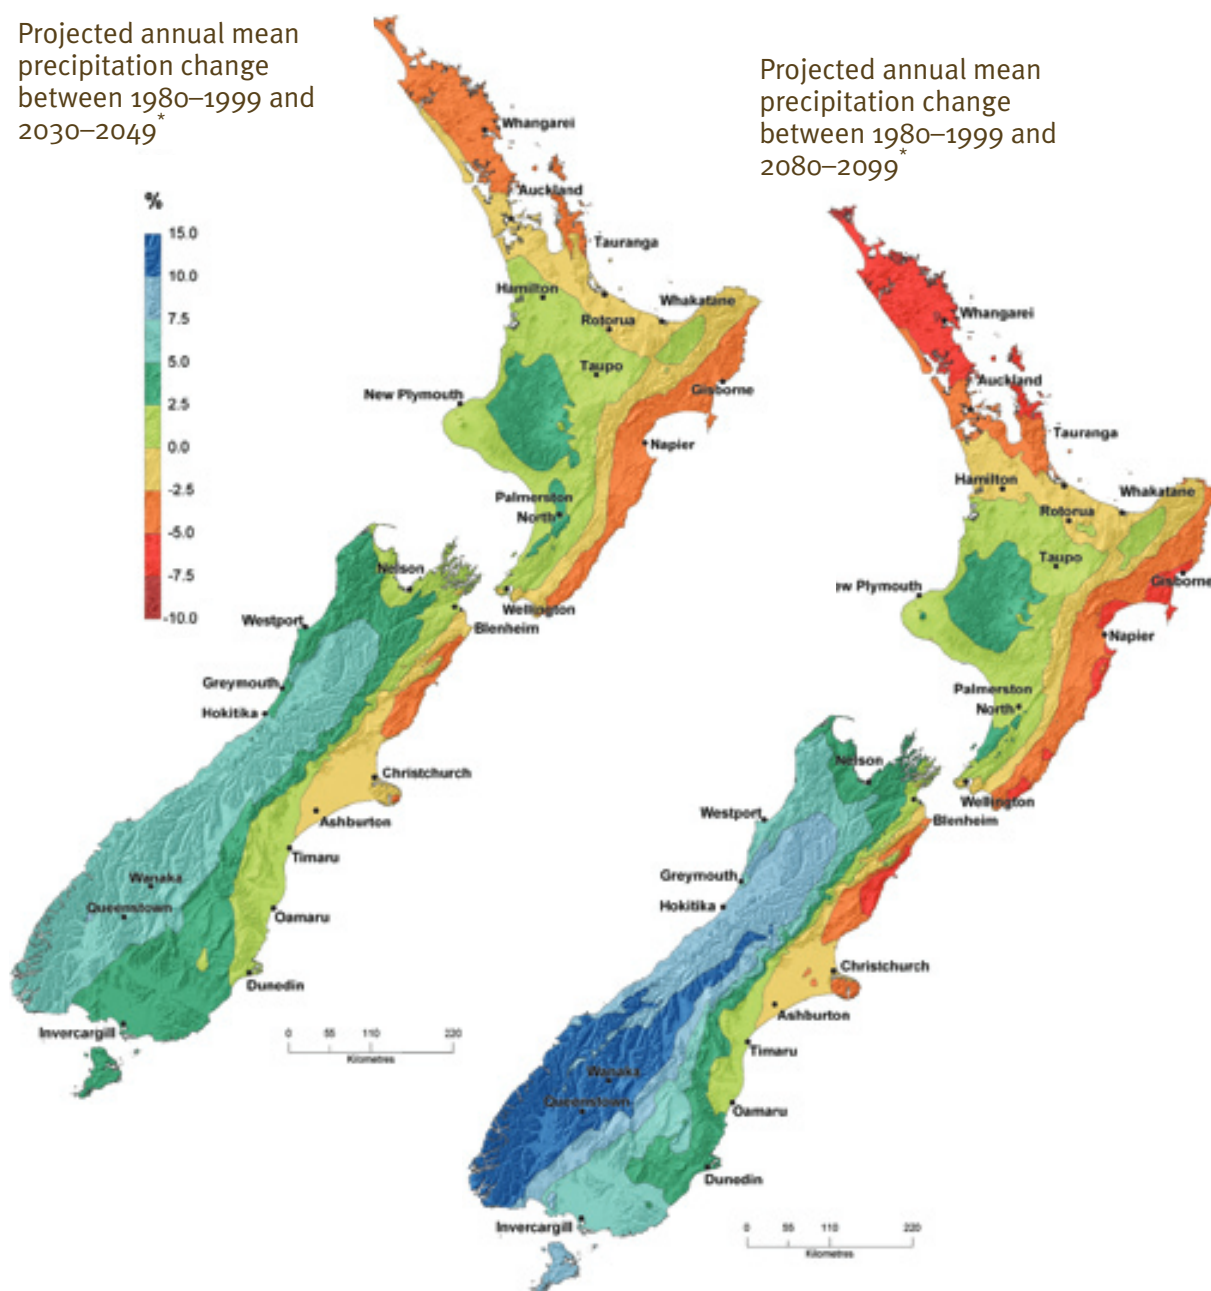 Projected annual mean
precipitation change
between 1980–1999 and
2030–2049*
%
15.0
10.0
7.5
5.0
2.5
0.0
-2.5
-5.0
-7.5
-10.0
Whangarei
Auckland
Tauranga
Hamilton
Whakatane
Rotorua
Taupo
Gisborne
New Plymouth
Napier
Palmerston
North
Nelson
Wellington
Westport
Blenheim
Greymouth
Hokitika
Christchurch
Ashburton
Timaru
Wanaka
Queenstown
Oamaru
Dunedin
Invercargill
0 55 110 220
Kilometres
Projected annual mean
precipitation change
between 1980–1999 and
2080–2099*
Whangarei
Auckland
Tauranga
Hamilton
Whakatane
Rotorua
Taupo
Gisborne
ew Plymouth
Napier
Palmerston
North
Nelson
Wellington
Westport
Blenheim
Greymouth
Hokitika
Christchurch
Ashburton
Timaru
Wanaka
Queenstown
Oamaru
Dunedin
Invercargill
0 55 110 220
Kilometres